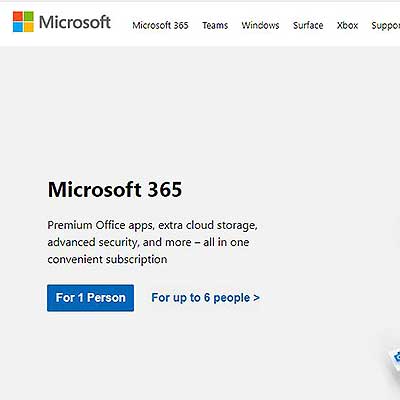 Microsoft Microsoft 365 Teams Windows Surface Xbox Suppor
Microsoft 365
Premium Office apps, extra cloud storage,
advanced security, and more – all in one
convenient subscription
For 1 Person For up to 6 people >